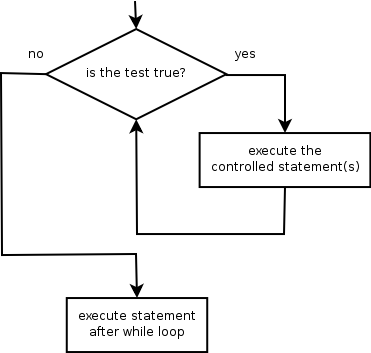 no
yes
is the test true?
execute the
controlled statement(s)
execute statement
after while loop